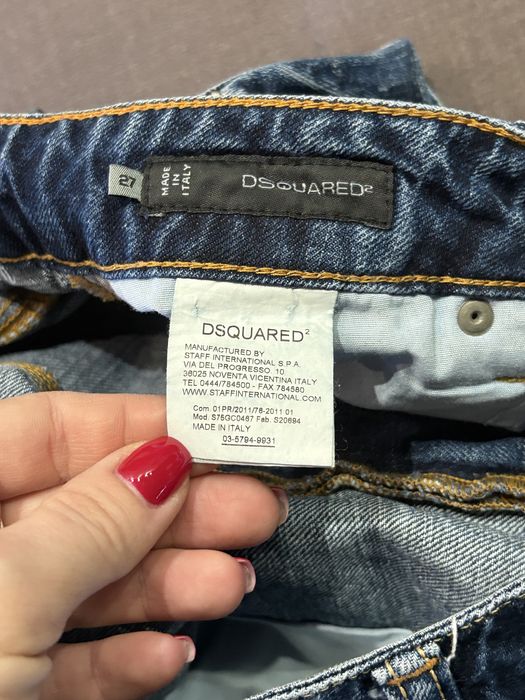 27
MADE
IN
ITALY
DSQUARED²
DSQUARED²
MANUFACTURED BY
STAFF INTERNATIONAL S.P.A.
VIA DEL PROGRESSO, 10
36025 NOVENTA VICENTINA ITALY
TEL 0444/784500 - FAX 784580
WWW.STAFFINTERNATIONAL.COM
Com. 01PR/2011/76-2011 01
Mod. S75GC0467 Fab. S20694
MADE IN ITALY
03-5794-9931